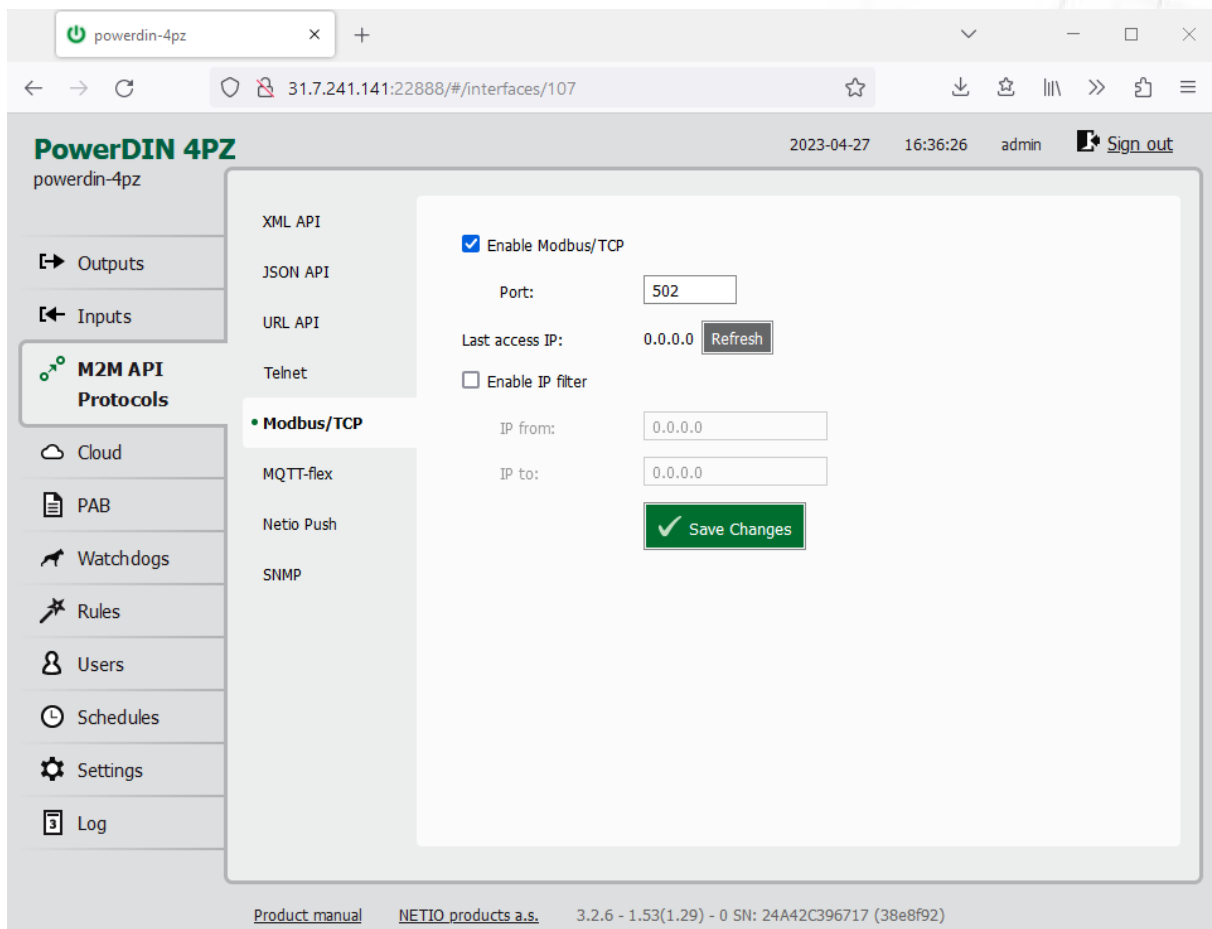 powerdin-4pz
31.7.241.141:22888/#/interfaces/107
PowerDIN 4PZ
powerdin-4pz
2023-04-27 16:36:26 admin Sign out
Outputs
Inputs
M2M API
Protocols
Cloud
PAB
Watchdogs
Rules
Users
Schedules
Settings
3 Log
XML API
JSON API
URL API
Telnet
• Modbus/TCP
MQTT-flex
Netio Push
SNMP
Enable Modbus/TCP
Port: 502
Last access IP: 0.0.0.0 Refresh
Enable IP filter
IP from: 0.0.0.0
IP to: 0.0.0.0
Save Changes
Product manual NETIO products a.s. 3.2.6 - 1.53(1.29) - 0 SN: 24A42C396717 (38e8f92)